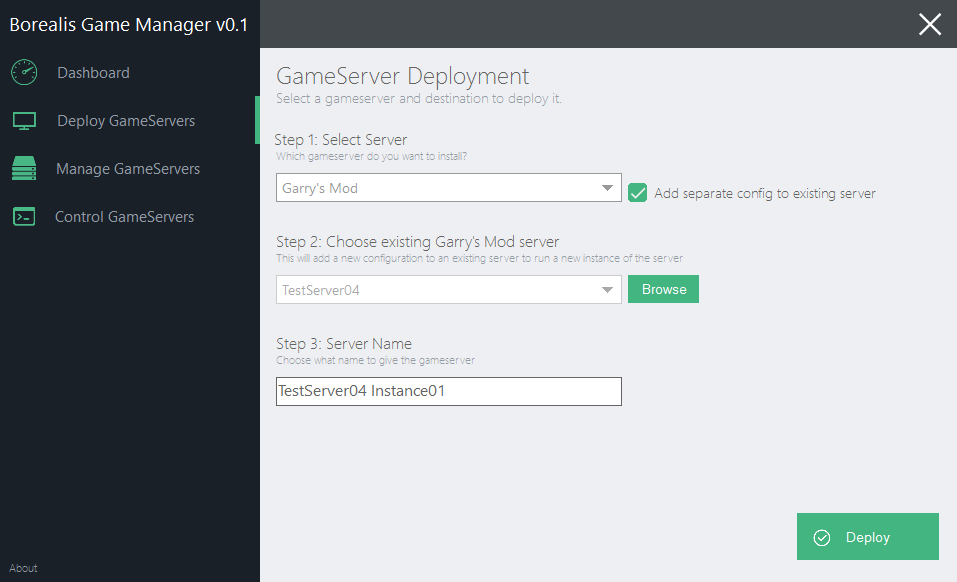 Borealis Game Manager v0.1
Dashboard
Deploy GameServers
Manage GameServers
Control GameServers
About
GameServer Deployment
Select a gameserver and destination to deploy it.
Step 1: Select Server
Which gameserver do you want to install?
Garry's Mod
Add separate config to existing server
Step 2: Choose existing Garry's Mod server
This will add a new configuration to an existing server to run a new instance of the server
TestServer04
Browse
Step 3: Server Name
Choose what name to give the gameserver
TestServer04 Instance01
Deploy